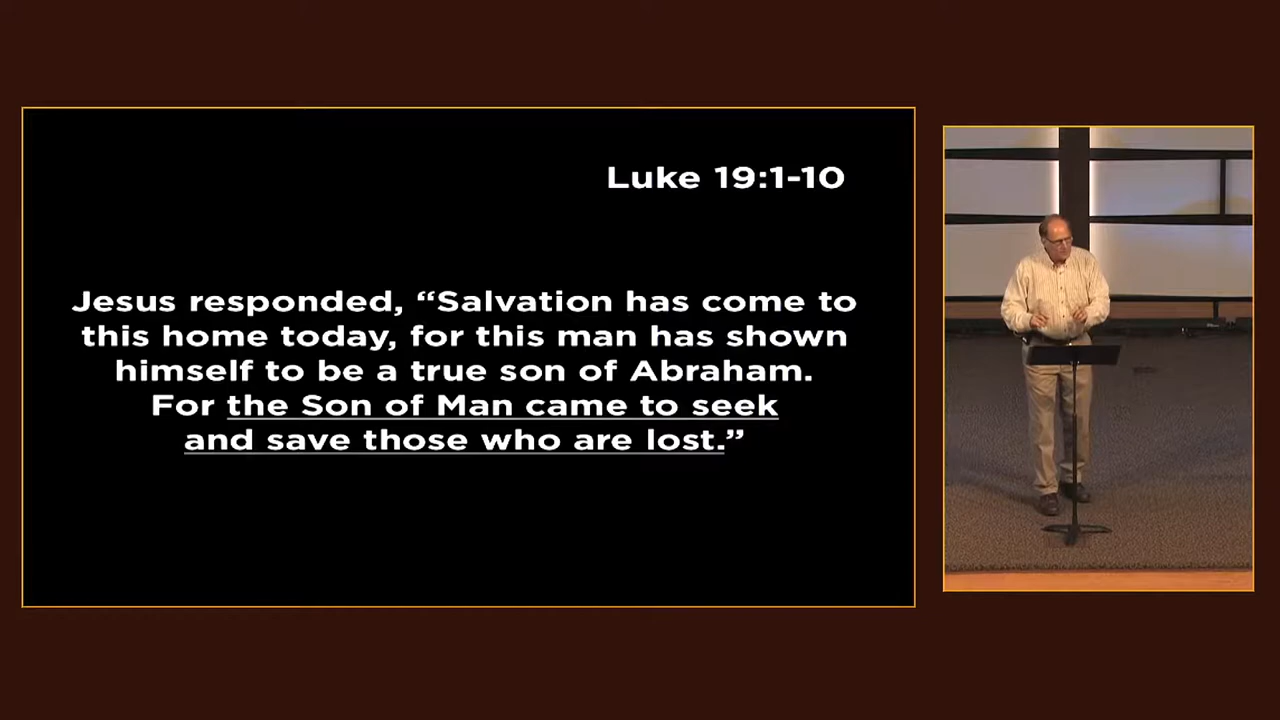 Luke 19:1-10
Jesus responded, “Salvation has come to
this home today, for this man has shown
himself to be a true son of Abraham.
For the Son of Man came to seek
and save those who are lost.”